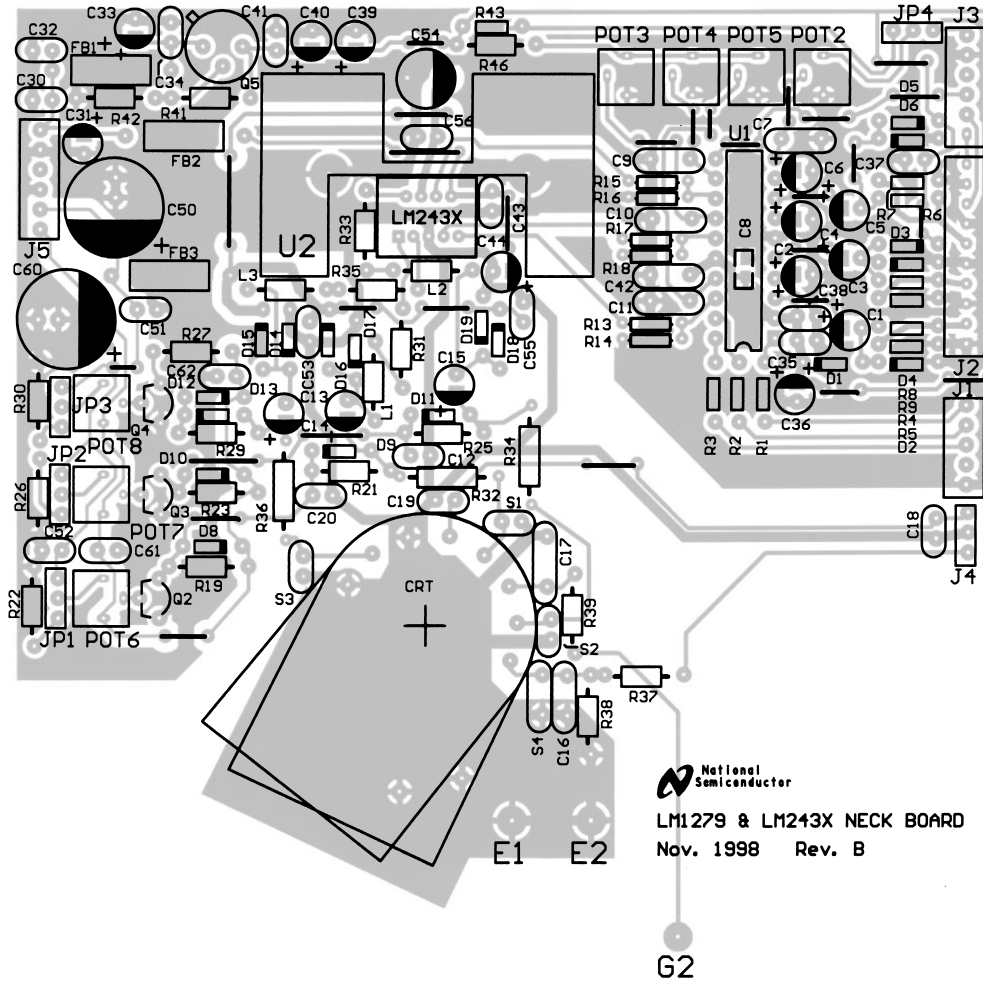 C33
C41
C40
C39
R43
JP4
J3
C32
FB1
C34
Q5
C54
R46
POT3
POT4
POT5
POT2
C30
C31
R42
R41
D5
D6
C56
U1
C7
FB2
C9
C6
C37
R15
R16
C50
R33
LM243X
C43
C10
C8
R7
R6
R17
C4
C5
J5
U2
C44
C2
D3
C60
FB3
L3
R35
L2
R18
C42
C3
C38
C11
C51
D17
D19
R13
C1
R27
D15
D14
R31
D18
C55
R14
C62
C53
D16
C15
C35
D1
J2
R30
D12
D13
C13
L1
D4
J1
JP3
D11
R8
R9
Q4
C14
C36
R4
POT8
R29
D9
R25
R34
R3
R2
R1
R5
D2
JP2
D10
C12
R26
R21
R32
Q3
R23
R36
C20
C19
S1
C52
POT7
D8
C17
C18
C61
R19
J4
R22
S3
CRT
Q2
R39
JP1
POT6
S2
R37
R38
S4
C16
National
Semiconductor
LM1279 & LM243X NECK BOARD
Nov. 1998 Rev. B
E1
E2
G2